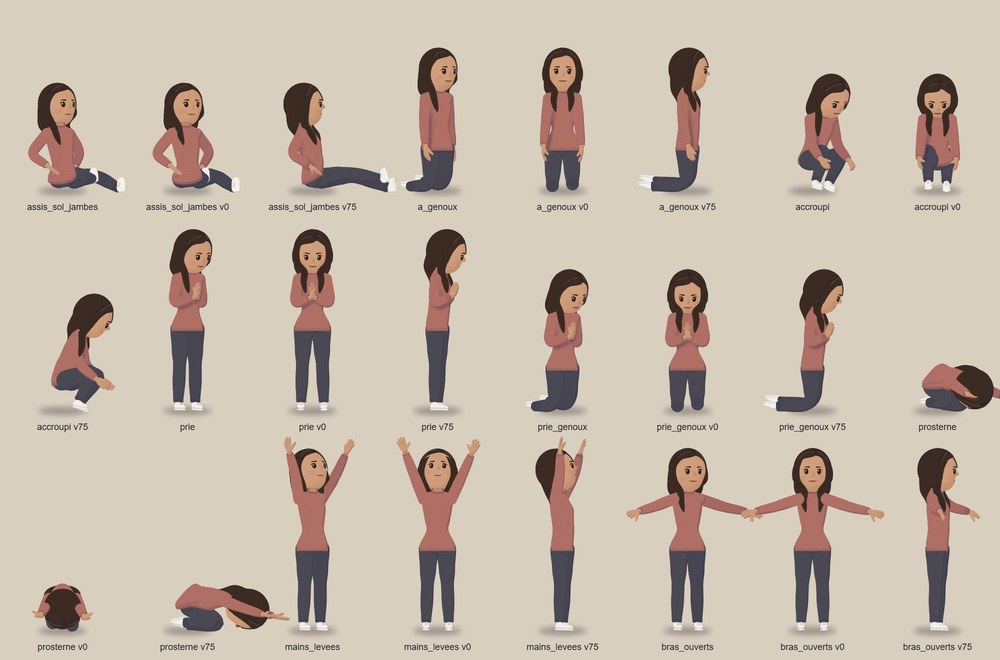 assis_sol_jambes
assis_sol_jambes v0
assis_sol_jambes v75
a_genoux
a_genoux v0
a_genoux v75
accroupi
accroupi v0
accroupi v75
prie
prie v0
prie v75
prie_genoux
prie_genoux v0
prie_genoux v75
prosterne
prosterne v0
prosterne v75
mains_levees
mains_levees v0
mains_levees v75
bras_ouverts
bras_ouverts v0
bras_ouverts v75